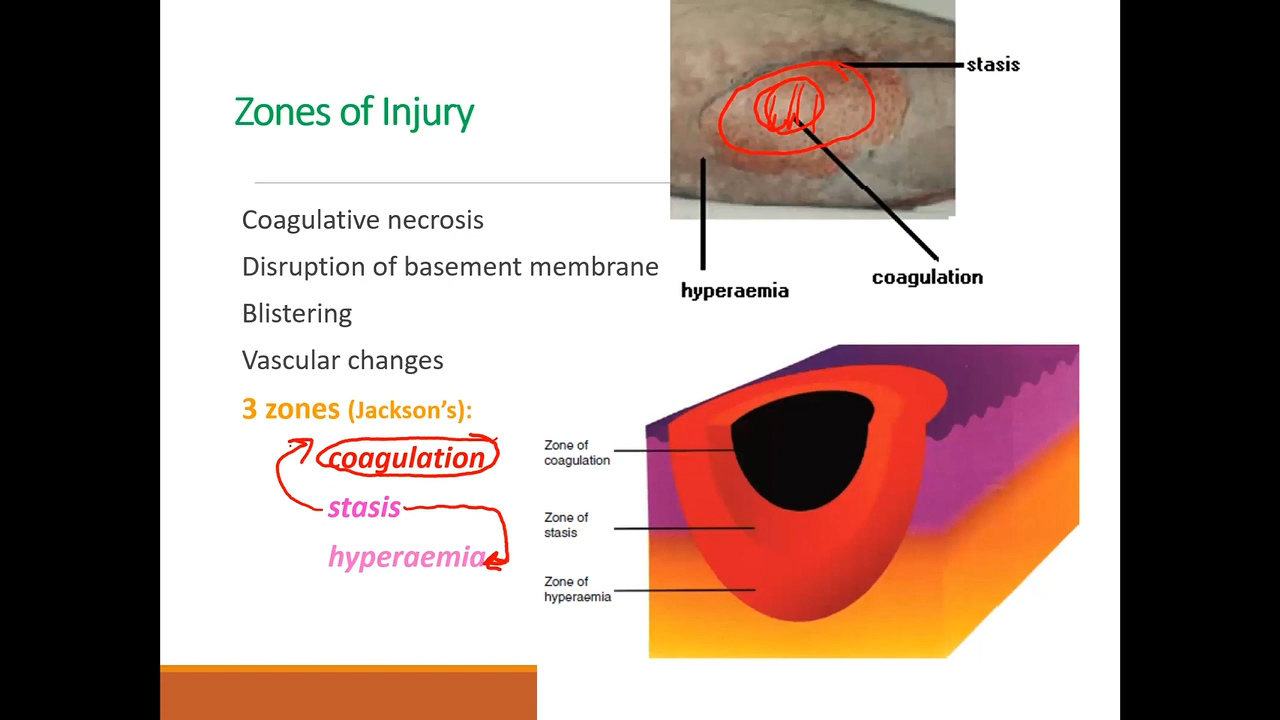 Zones of Injury
Coagulative necrosis
Disruption of basement membrane
Blistering
Vascular changes
3 zones (Jackson's):
coagulation
stasis
hyperaemia
stasis
coagulation
hyperaemia
Zone of
coagulation
Zone of
stasis
Zone of
hyperaemia